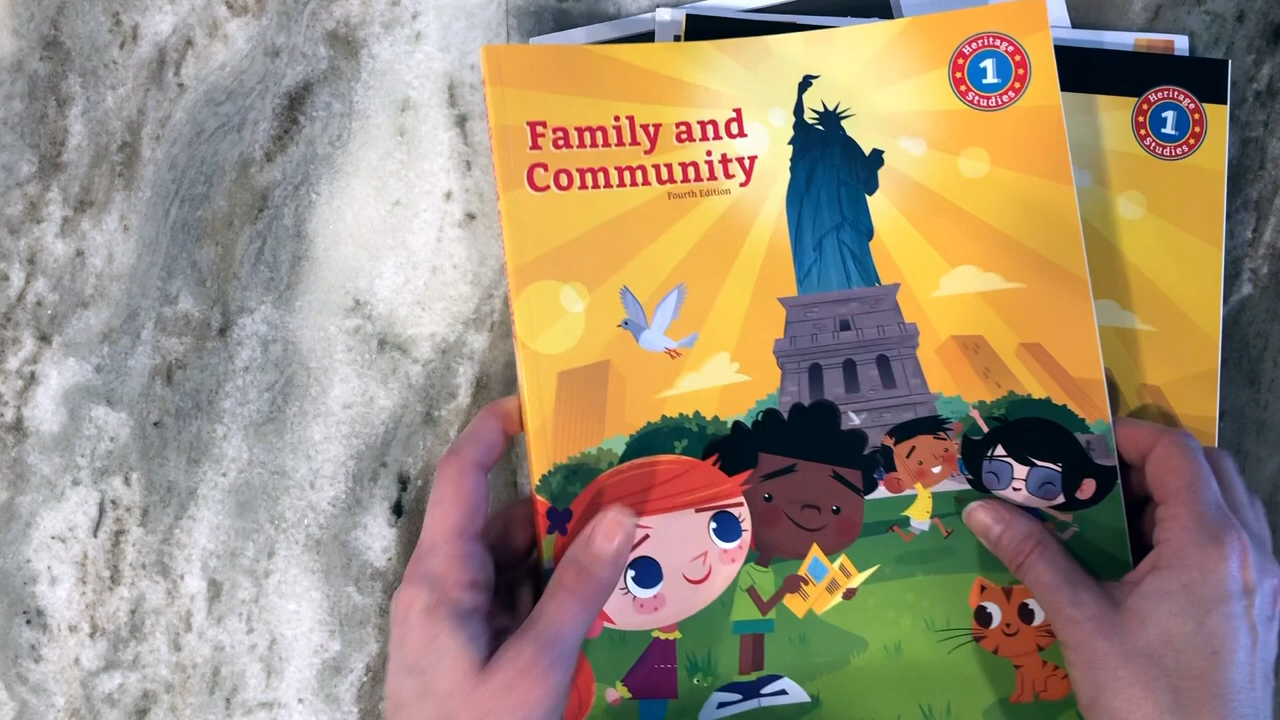 Family and
Community
Fourth Edition
Heritage
1
Studies
Heritage
1
Studies